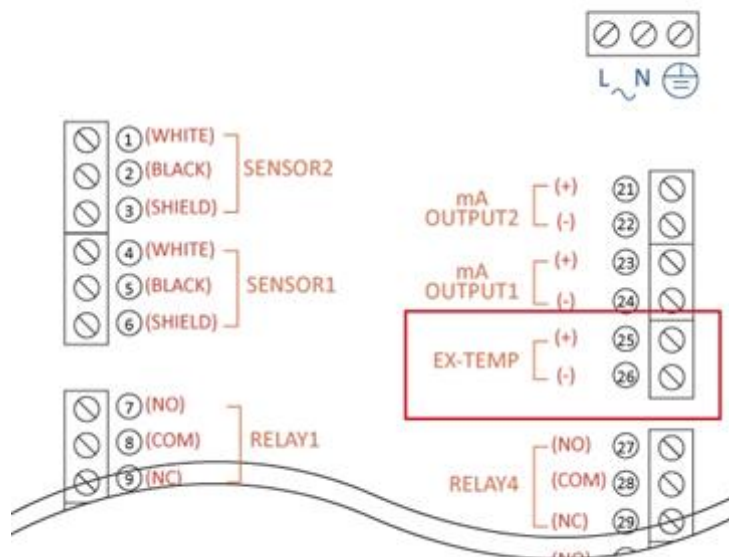 L N
1 (WHITE)
2 (BLACK) SENSOR2
3 (SHIELD)
4 (WHITE)
5 (BLACK) SENSOR1
6 (SHIELD)
7 (NO)
8 (COM) RELAY1
9 (NC)
mA OUTPUT2 (+) 21
(-) 22
mA OUTPUT1 (+) 23
(-) 24
EX-TEMP (+) 25
(-) 26
(NO) 27
RELAY4 (COM) 28
(NC) 29
(NO)